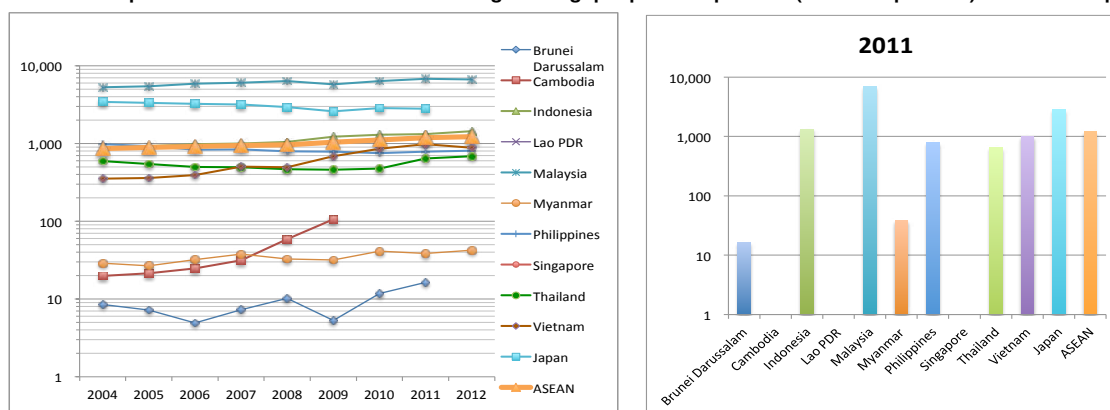 Brunei
Darussalam
Cambodia
Indonesia
Lao PDR
Malaysia
Myanmar
Philippines
Singapore
Thailand
Vietnam
Japan
ASEAN
10,000
1,000
100
10
1
2004 2005 2006 2007 2008 2009 2010 2011 2012
2011
10,000
1,000
100
10
1
Brunei Darussalam
Cambodia
Indonesia
Lao PDR
Malaysia
Myanmar
Philippines
Singapore
Thailand
Vietnam
Japan
ASEAN